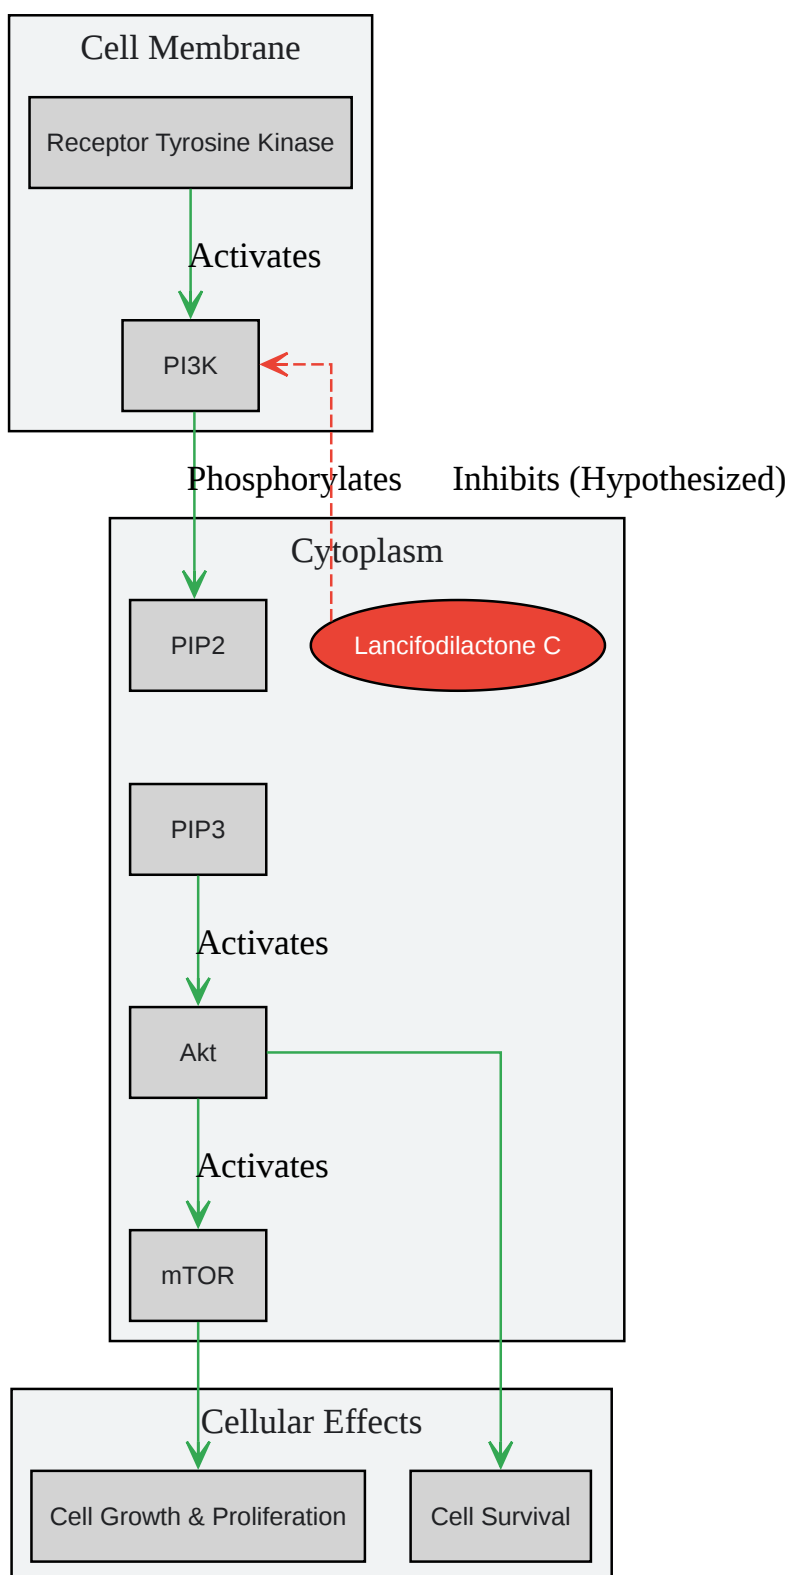 Cell Membrane
Receptor Tyrosine Kinase
Activates
PI3K
Phosphorylates
Inhibits (Hypothesized)
Cytoplasm
PIP2
Lancifodilactone C
PIP3
Activates
Akt
Activates
mTOR
Cellular Effects
Cell Growth & Proliferation
Cell Survival